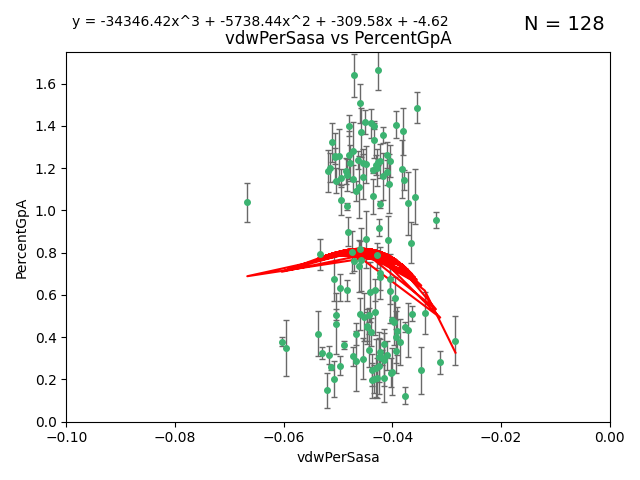 y = -34346.42x^3 + -5738.44x^2 + -309.58x + -4.62
N = 128
vdwPerSasa vs PercentGpA
PercentGpA
1.6
1.4
1.2
1.0
0.8
0.6
0.4
0.2
0.0
−0.10 −0.08 −0.06 −0.04 −0.02 0.00
vdwPerSasa